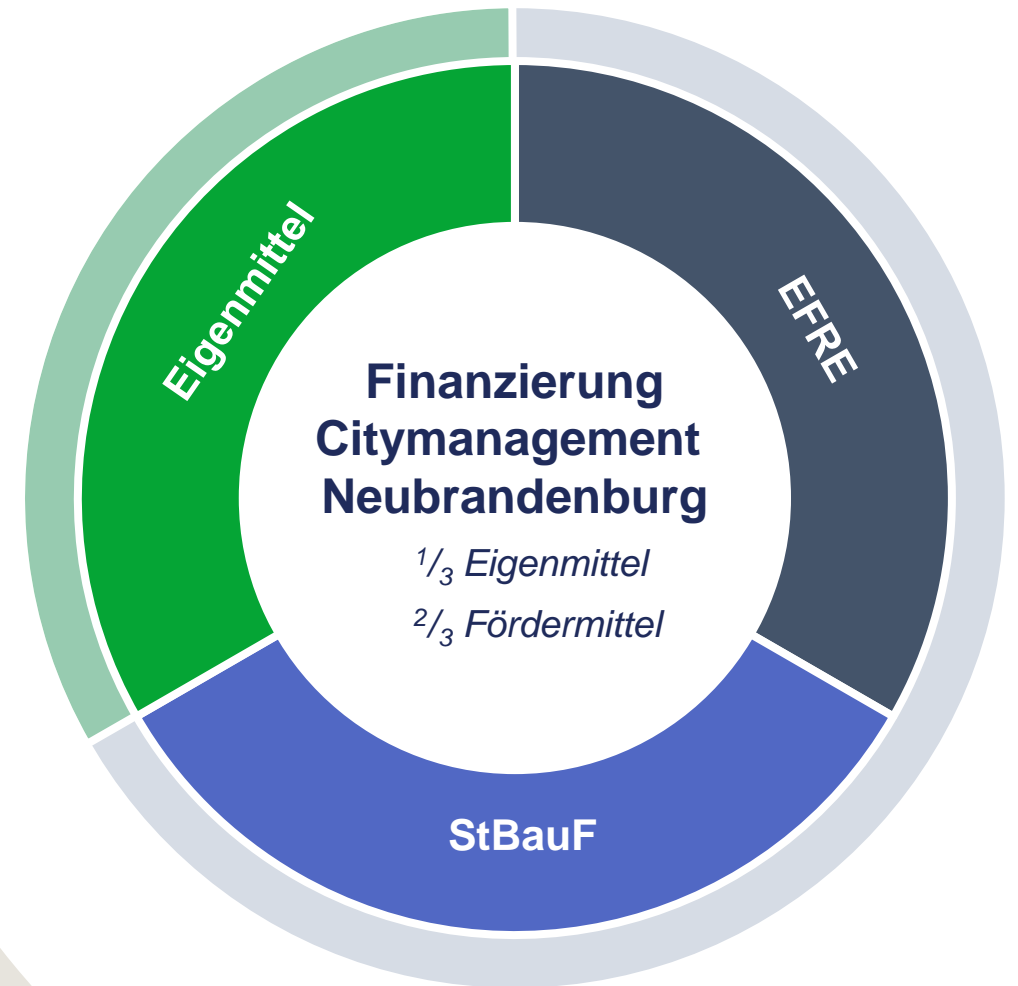 Eigenmittel
EFRE
Finanzierung
Citymanagement
Neubrandenburg
1/3 Eigenmittel
2/3 Fördermittel
StBauF